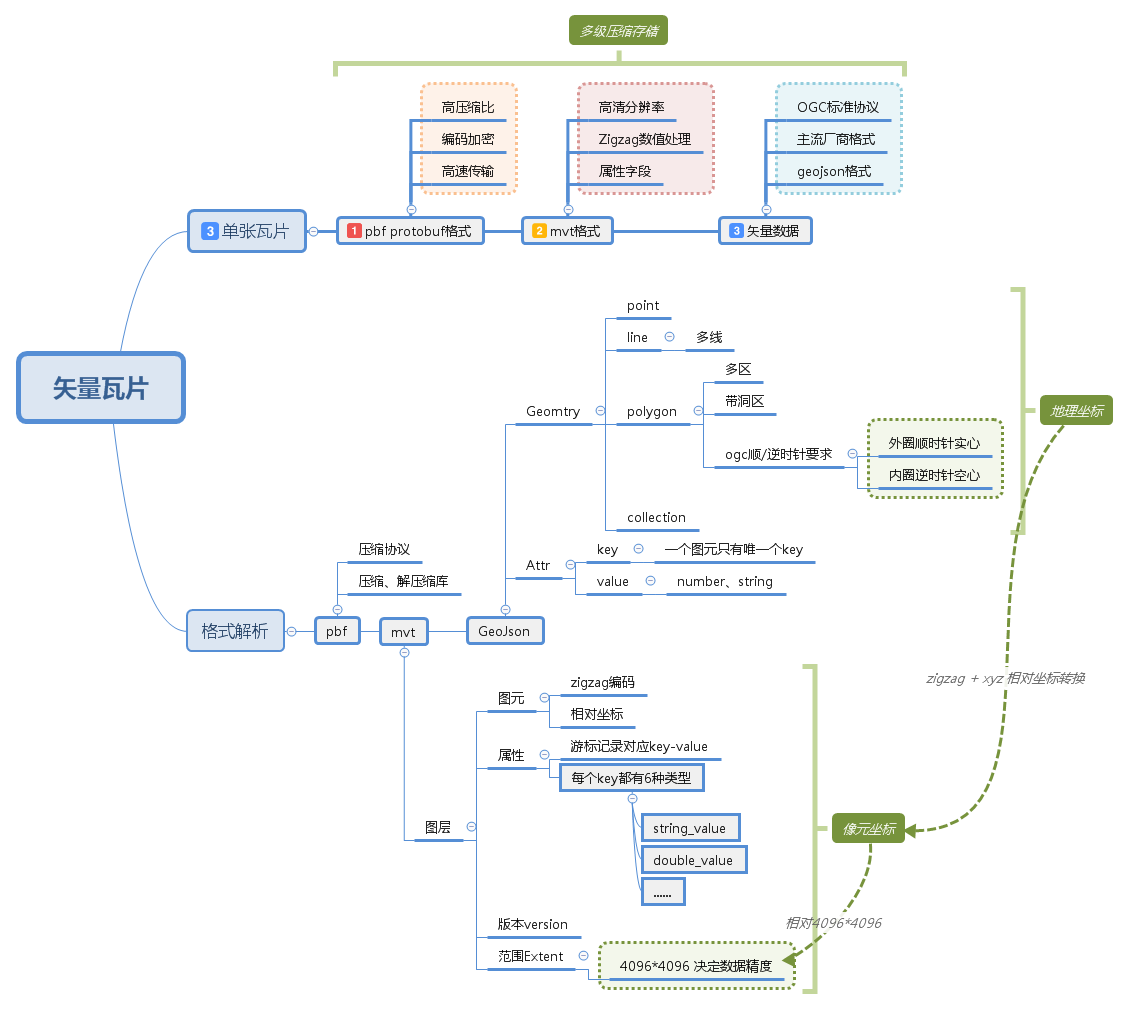 多级压缩存储
高压缩比
编码加密
高速传输
高清分辨率
Zigzag数值处理
属性字段
OGC标准协议
主流厂商格式
geojson格式
3 单张瓦片
1 pbf protobuf格式
2 mvt格式
3 矢量数据
矢量瓦片
point
line
多线
Geomtry
polygon
多区
带洞区
ogc顺/逆时针要求
外圈顺时针实心
内圈逆时针空心
collection
地理坐标
Attr
key
一个图元只有唯一个key
value
number、string
压缩协议
压缩、解压缩库
格式解析
pbf
mvt
GeoJson
zigzag + xyz 相对坐标转换
图层
图元
zigzag编码
相对坐标
属性
游标记录对应key-value
每个key都有6种类型
string_value
double_value
......
像元坐标
版本version
相对4096*4096
范围Extent
4096*4096 决定数据精度